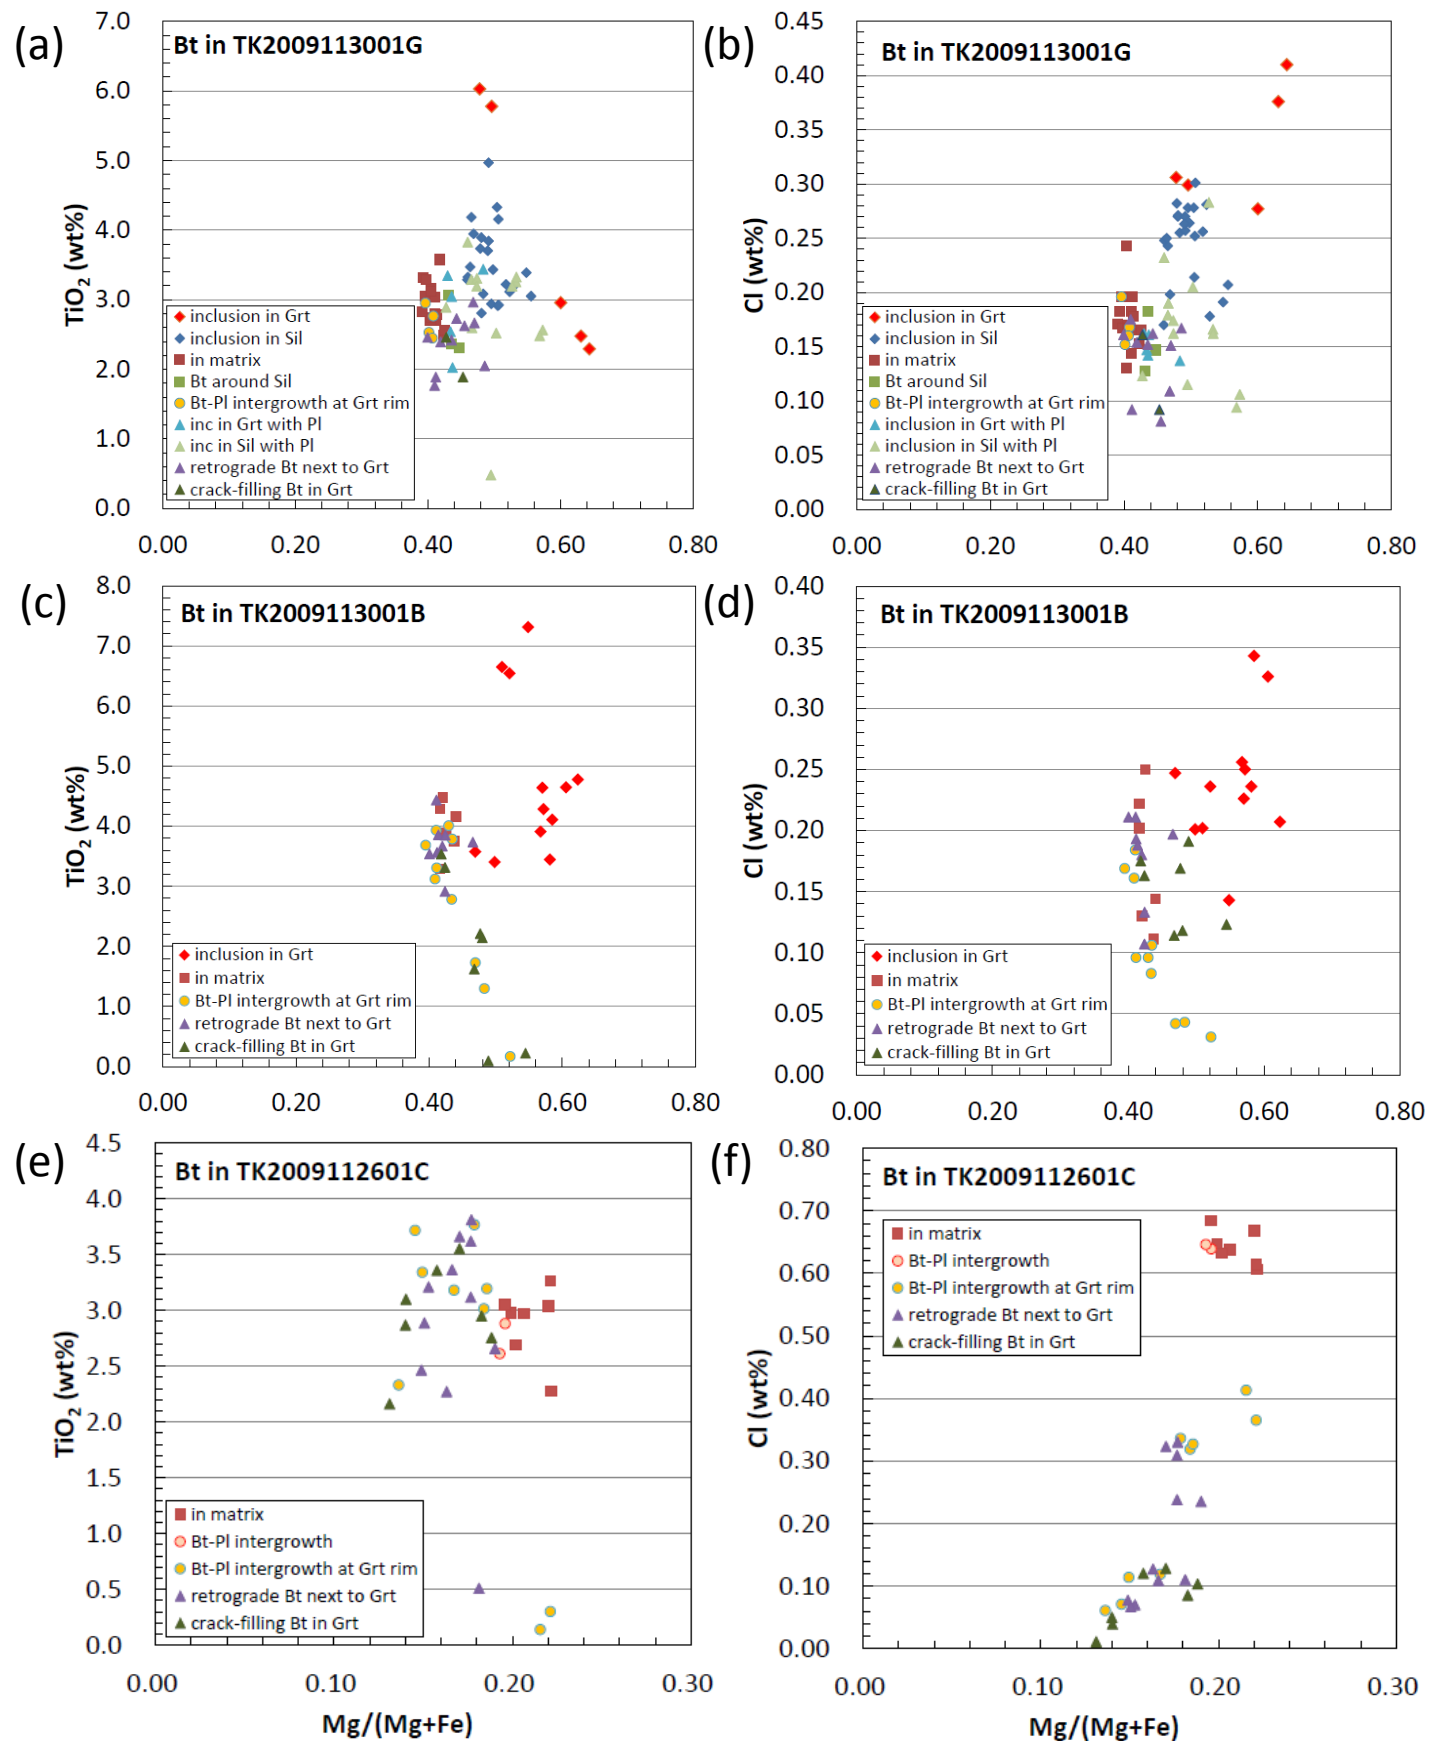 (a)
Bt in TK2009113001G
TiO2 (wt%)
7.0
6.0
5.0
4.0
3.0
2.0
1.0
0.0
inclusion in Grt
inclusion in Sil
in matrix
Bt around Sil
Bt-Pl intergrowth at Grt rim
inc in Grt with Pl
inc in Sil with Pl
retrograde Bt next to Grt
crack-filling Bt in Grt
0.00 0.20 0.40 0.60 0.80
(b)
Bt in TK2009113001G
Cl (wt%)
0.45
0.40
0.35
0.30
0.25
0.20
0.15
0.10
0.05
0.00
inclusion in Grt
inclusion in Sil
in matrix
Bt around Sil
Bt-Pl intergrowth at Grt rim
inclusion in Grt with Pl
inclusion in Sil with Pl
retrograde Bt next to Grt
crack-filling Bt in Grt
0.00 0.20 0.40 0.60 0.80
(c)
Bt in TK2009113001B
TiO2 (wt%)
8.0
7.0
6.0
5.0
4.0
3.0
2.0
1.0
0.0
inclusion in Grt
in matrix
Bt-Pl intergrowth at Grt rim
retrograde Bt next to Grt
crack-filling Bt in Grt
0.00 0.20 0.40 0.60 0.80
(d)
Bt in TK2009113001B
Cl (wt%)
0.40
0.35
0.30
0.25
0.20
0.15
0.10
0.05
0.00
inclusion in Grt
in matrix
Bt-Pl intergrowth at Grt rim
retrograde Bt next to Grt
crack-filling Bt in Grt
0.00 0.20 0.40 0.60 0.80
(e)
Bt in TK2009112601C
TiO2 (wt%)
4.5
4.0
3.5
3.0
2.5
2.0
1.5
1.0
0.5
0.0
in matrix
Bt-Pl intergrowth
Bt-Pl intergrowth at Grt rim
retrograde Bt next to Grt
crack-filling Bt in Grt
0.00 0.10 0.20 0.30
Mg/(Mg+Fe)
(f)
Bt in TK2009112601C
Cl (wt%)
0.80
0.70
0.60
0.50
0.40
0.30
0.20
0.10
0.00
in matrix
Bt-Pl intergrowth
Bt-Pl intergrowth at Grt rim
retrograde Bt next to Grt
crack-filling Bt in Grt
0.00 0.10 0.20 0.30
Mg/(Mg+Fe)